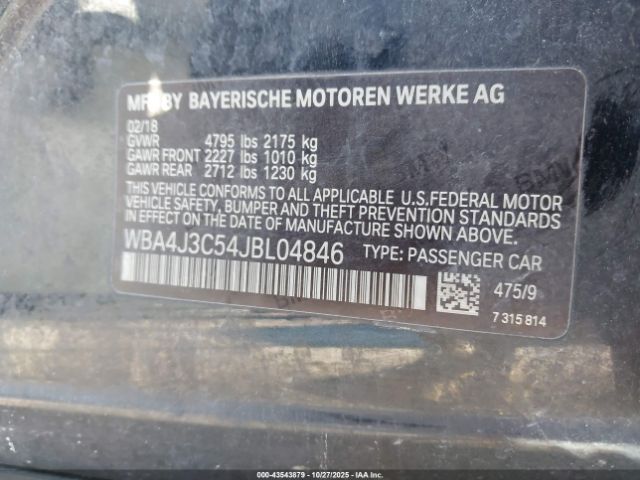 MFD BY BAYERISCHE MOTOREN WERKE AG
02/18
GVWR 4795 lbs 2175 kg
GAWR FRONT 2227 lbs 1010 kg
GAWR REAR 2712 lbs 1230 kg
THIS VEHICLE CONFORMS TO ALL APPLICABLE U.S.FEDERAL MOTOR
VEHICLE SAFETY, BUMPER AND THEFT PREVENTION STANDARDS
IN EFFECT ON THE DATE OF MANUFACTURE SHOWN ABOVE.
WBA4J3C54JBL04846 TYPE: PASSENGER CAR
475/9
7 315 814
© 43543879 - 10/27/2025 - IAA Inc.